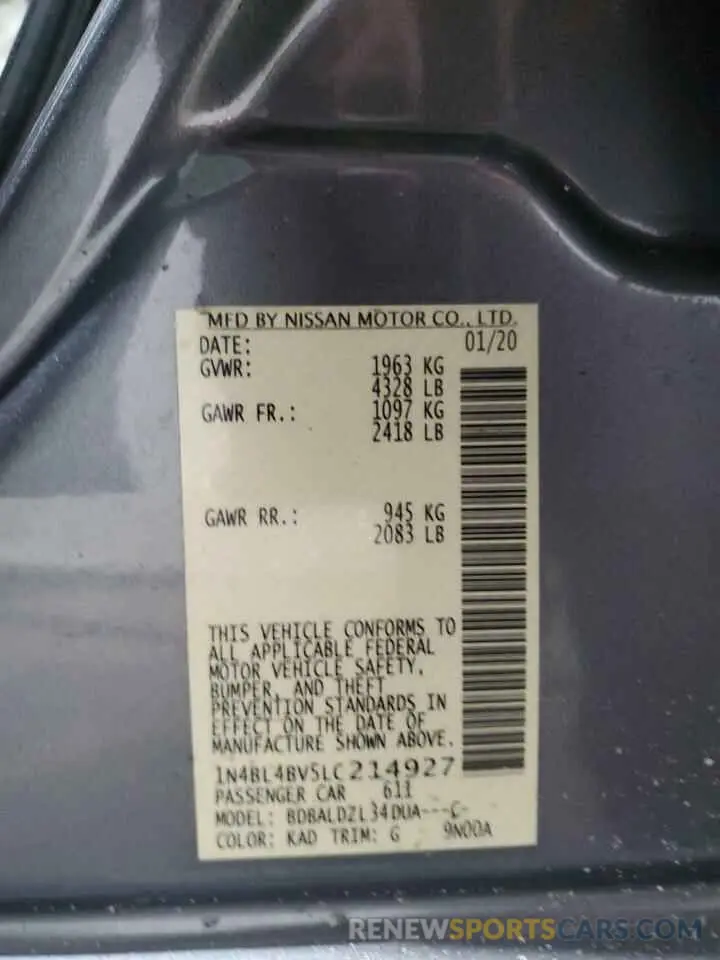 MFD BY NISSAN MOTOR CO., LTD.
DATE: 01/20
GVWR: 1963 KG
4328 LB
GAWR FR.: 1097 KG
2418 LB
GAWR RR.: 945 KG
2083 LB
THIS VEHICLE CONFORMS TO
ALL APPLICABLE FEDERAL
MOTOR VEHICLE SAFETY,
BUMPER, AND THEFT
PREVENTION STANDARDS IN
EFFECT ON THE DATE OF
MANUFACTURE SHOWN ABOVE.
1N4BL4BV5LC214927
PASSENGER CAR 611
MODEL: BDBALDZL34DUA---C-
COLOR: KAD TRIM: G 9N00A
RENEWSPORTSCARS.COM